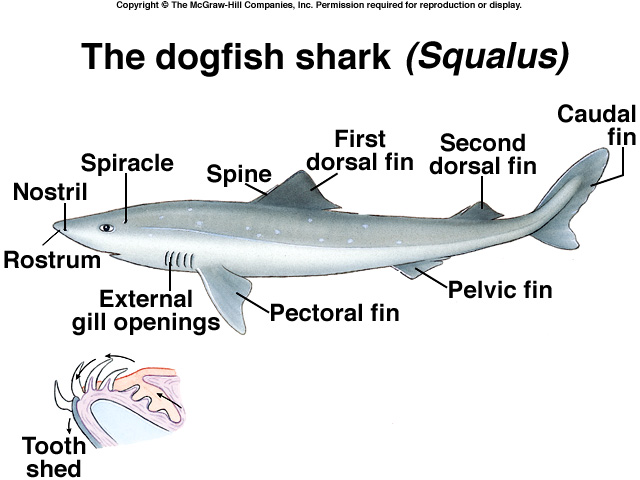 Copyright © The McGraw-Hill Companies, Inc. Permission required for reproduction or display.
The dogfish shark (Squalus)
Caudal
fin
First
dorsal fin
Second
dorsal fin
Spiracle
Spine
Nostril
Rostrum
External
gill openings
Pectoral fin
Pelvic fin
Tooth
shed